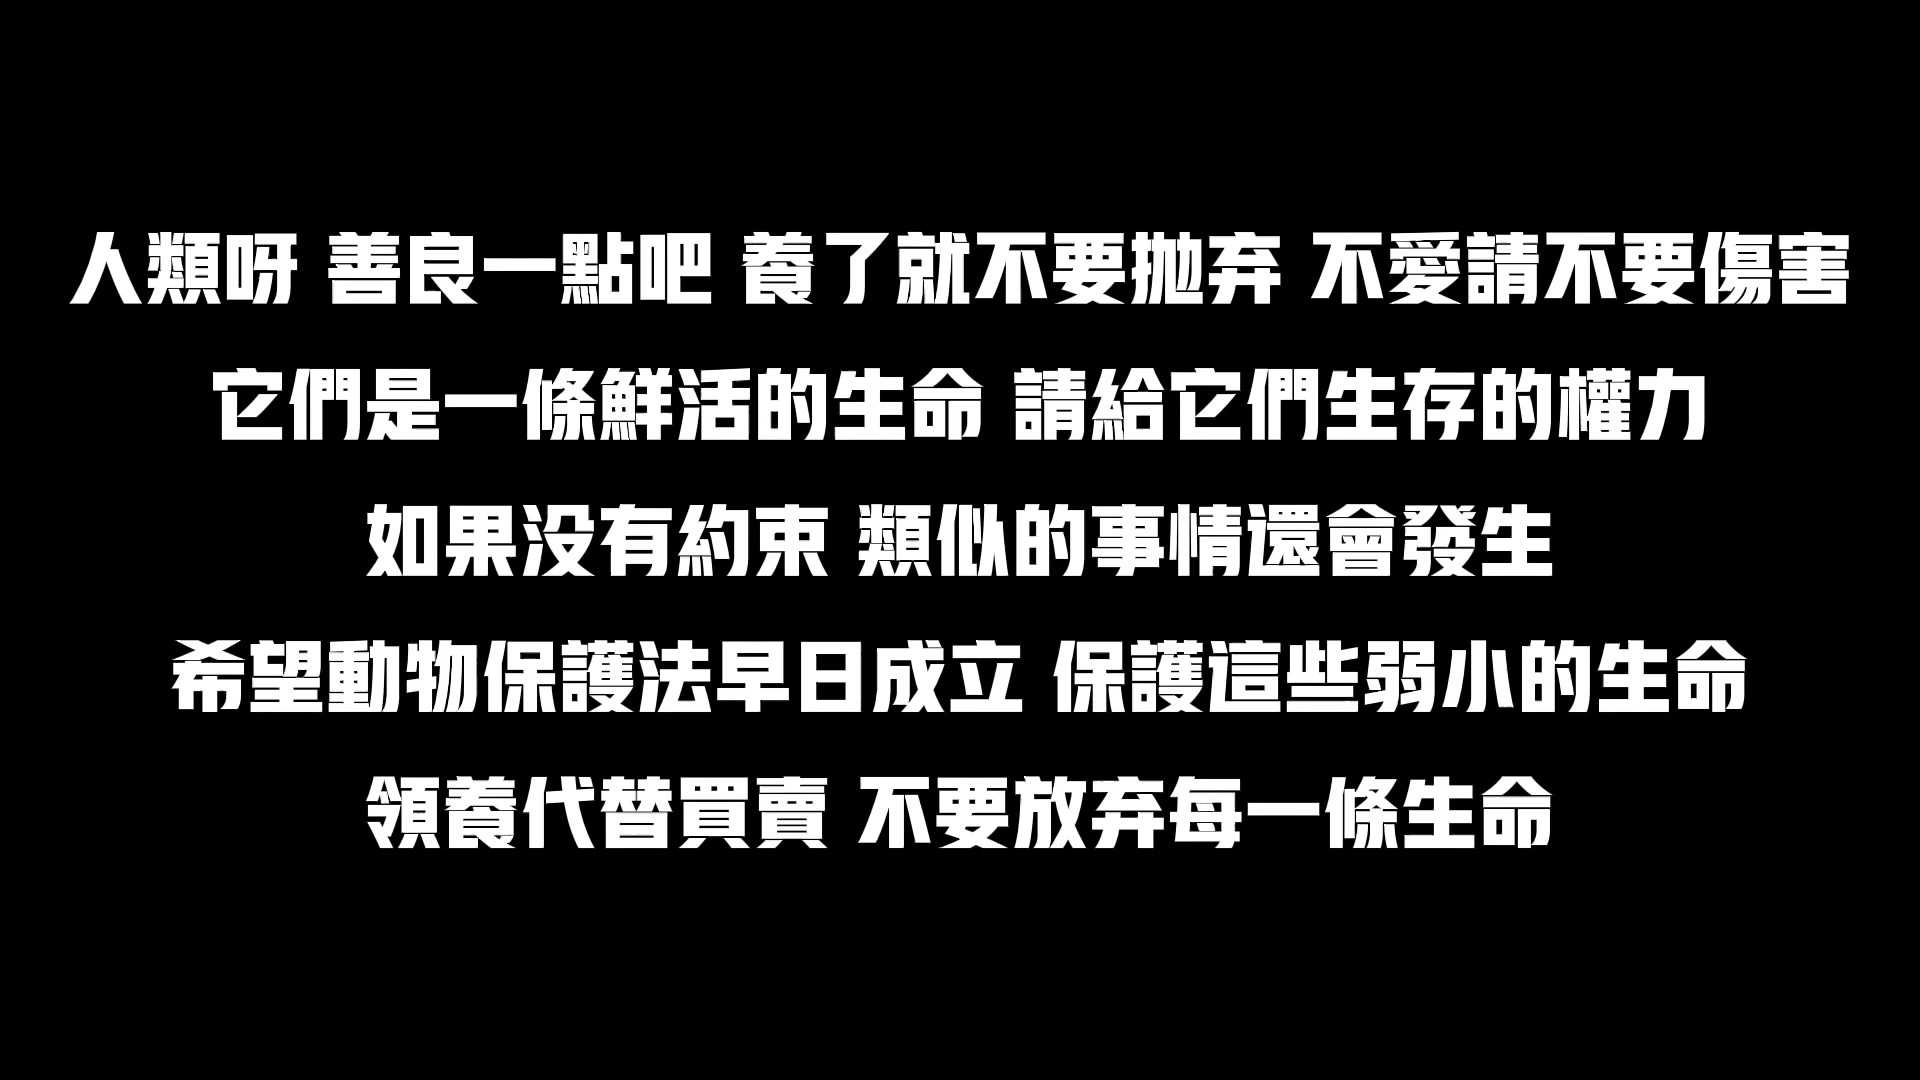 人類呀 善良一點吧 養了就不要拋弃 不愛請不要傷害
它們是一條鮮活的生命 請給它們生存的權力
如果没有約束 類似的事情還會發生
希望動物保護法早日成立 保護這些弱小的生命
領養代替買賣 不要放弃每一條生命